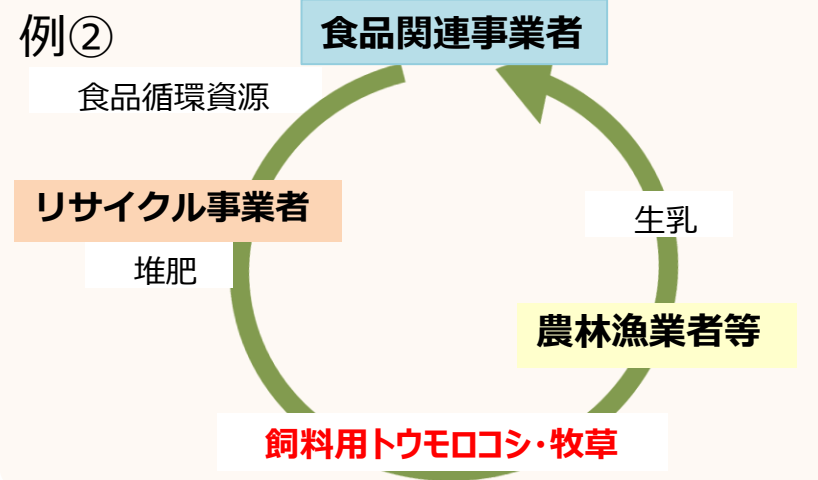 例②
食品関連事業者
食品循環資源
リサイクル事業者
堆肥
生乳
農林漁業者等
飼料用トウモロコシ・牧草